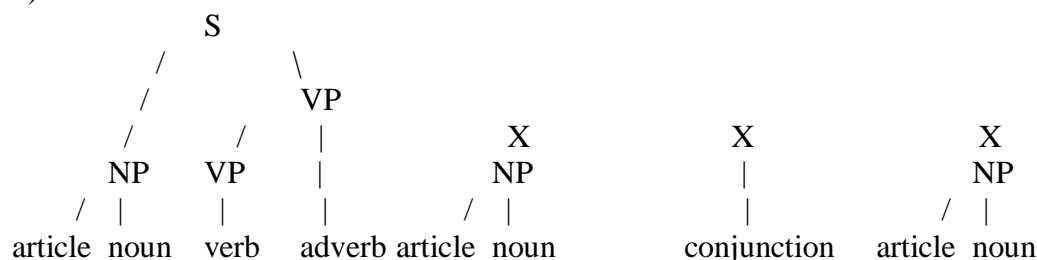 )
S
/ \
/ VP
/ / | X X X
NP VP | NP | NP
/ | | | / | | / |
article noun verb adverb article noun conjunction article noun